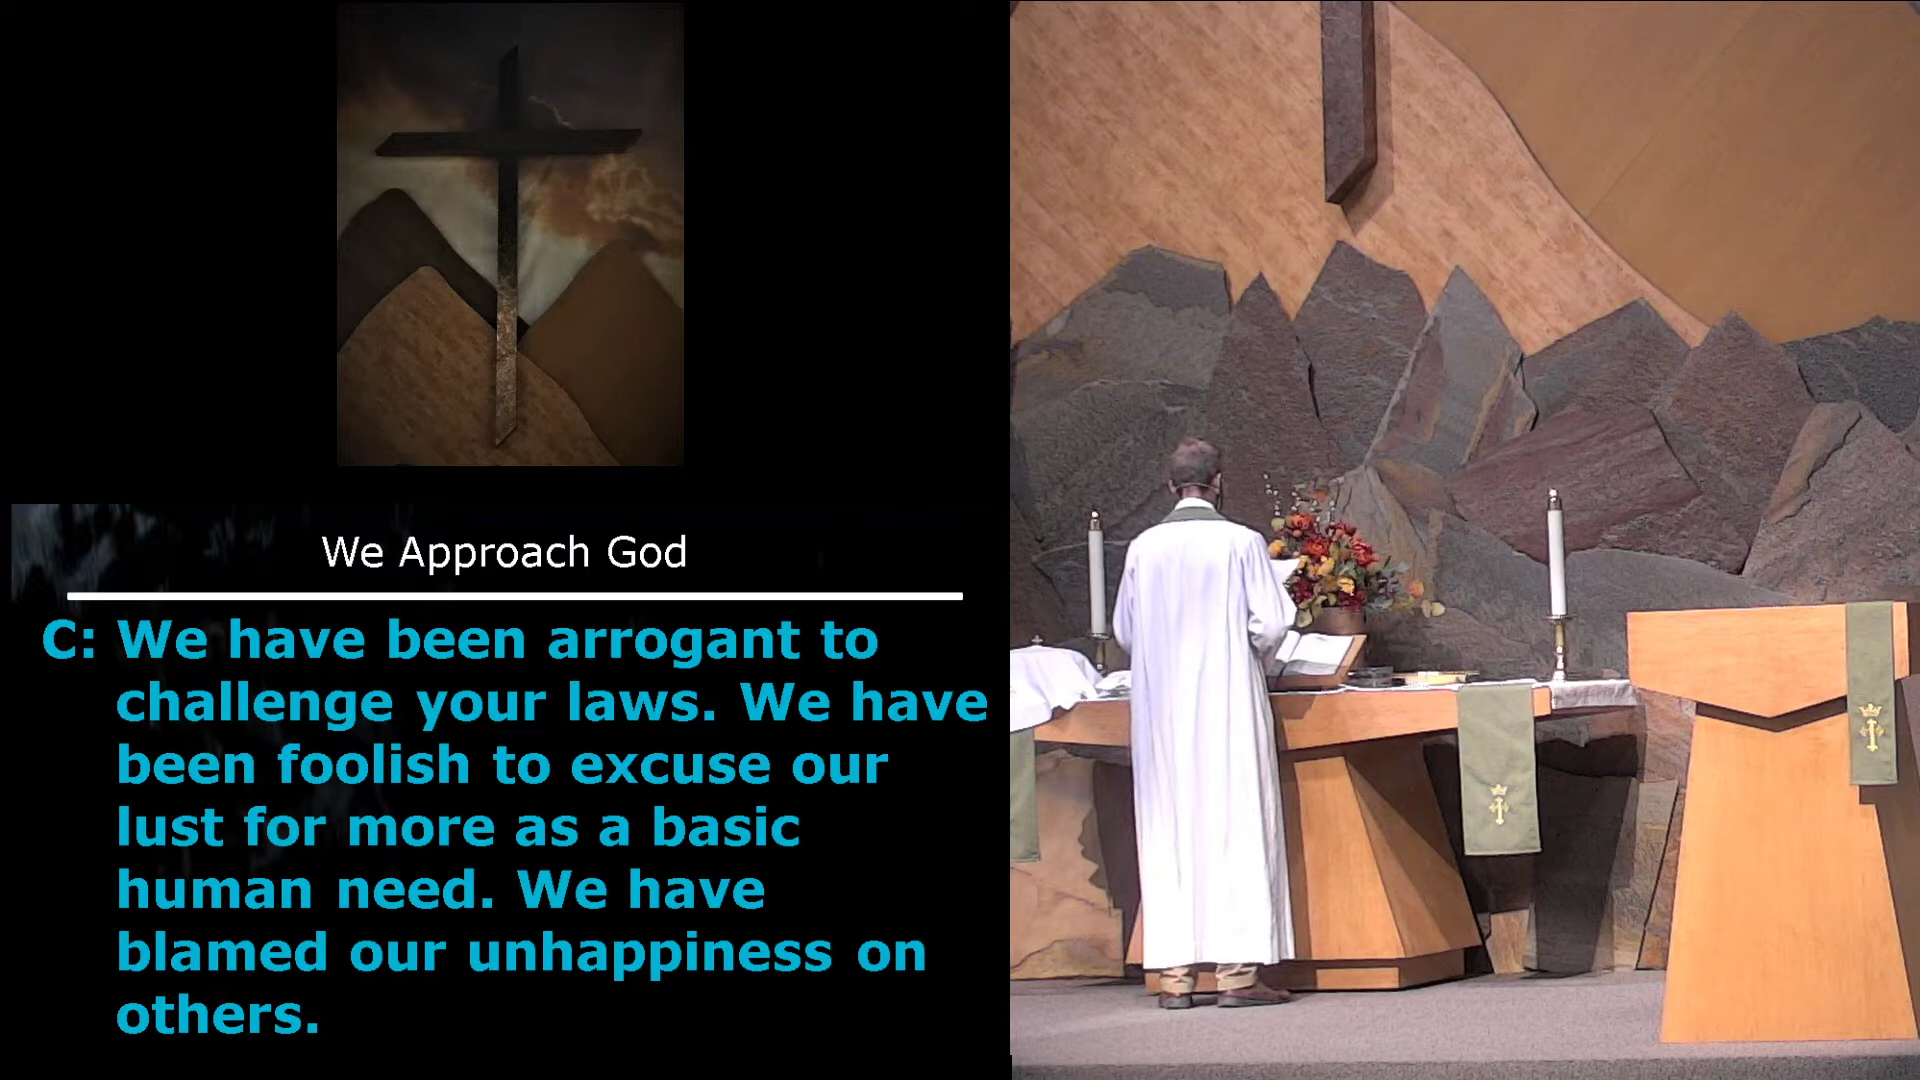 We Approach God
C: We have been arrogant to
challenge your laws. We have
been foolish to excuse our
lust for more as a basic
human need. We have
blamed our unhappiness on
others.